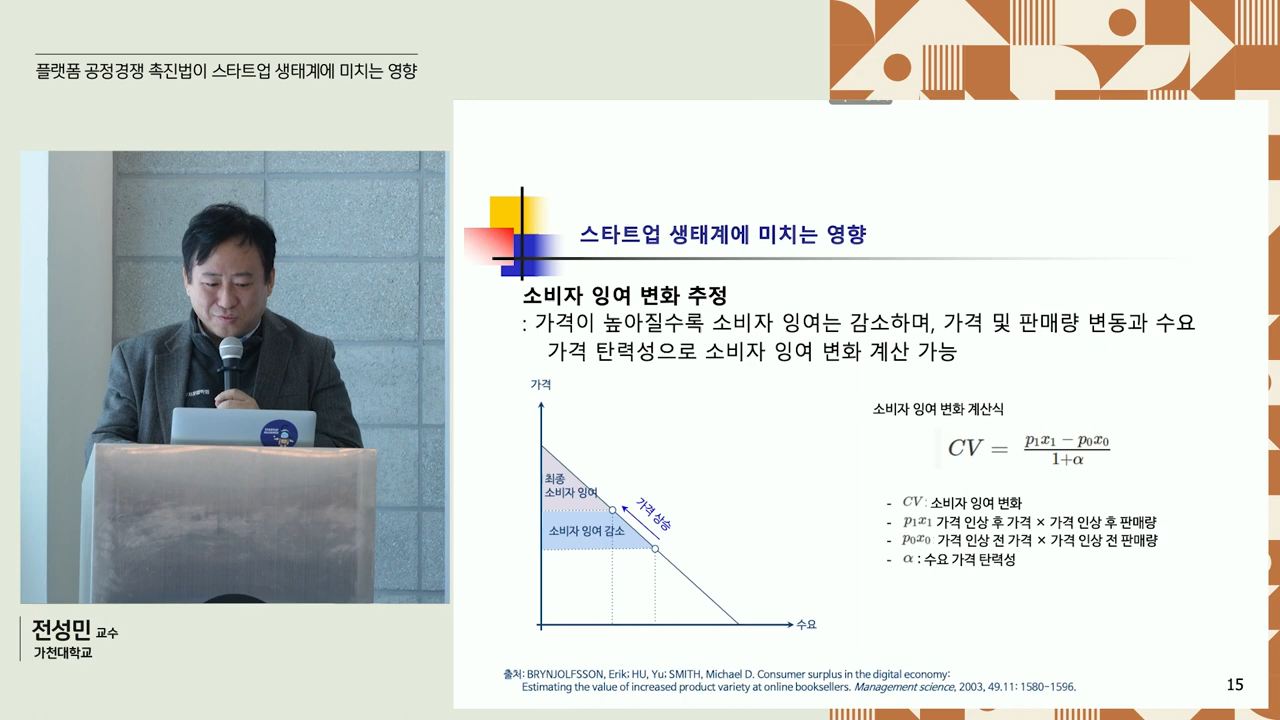 플랫폼 공정경쟁 촉진법이 스타트업 생태계에 미치는 영향
전성민 교수
가천대학교
스타트업 생태계에 미치는 영향
소비자 잉여 변화 추정
: 가격이 높아질수록 소비자 잉여는 감소하며, 가격 및 판매량 변동과 수요
가격 탄력성으로 소비자 잉여 변화 계산 가능
가격
최종
소비자 잉여
가격 상승
소비자 잉여 감소
수요
소비자 잉여 변화 계산식
CV = (p₁x₁ − p₀x₀) / (1+α)
- CV : 소비자 잉여 변화
- p₁x₁ 가격 인상 후 가격 × 가격 인상 후 판매량
- p₀x₀ : 가격 인상 전 가격 × 가격 인상 전 판매량
- α : 수요 가격 탄력성
출처: BRYNJOLFSSON, Erik; HU, Yu; SMITH, Michael D. Consumer surplus in the digital economy:
Estimating the value of increased product variety at online booksellers. Management science, 2003, 49.11: 1580-1596.
15